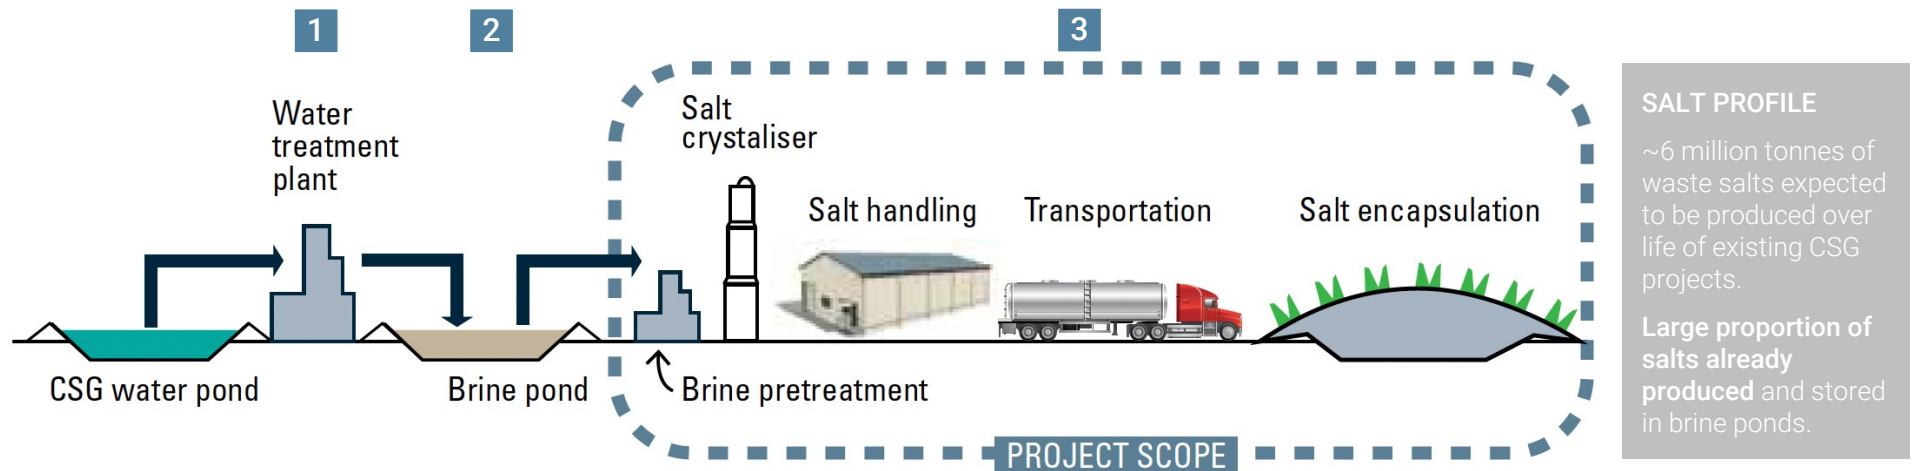 1
2
3
Water
treatment
plant
Salt
crystaliser
Salt handling
Transportation
Salt encapsulation
CSG water pond
Brine pond
Brine pretreatment
PROJECT SCOPE
SALT PROFILE
~6 million tonnes of
waste salts expected
to be produced over
life of existing CSG
projects.
Large proportion of
salts already
produced and stored
in brine ponds.